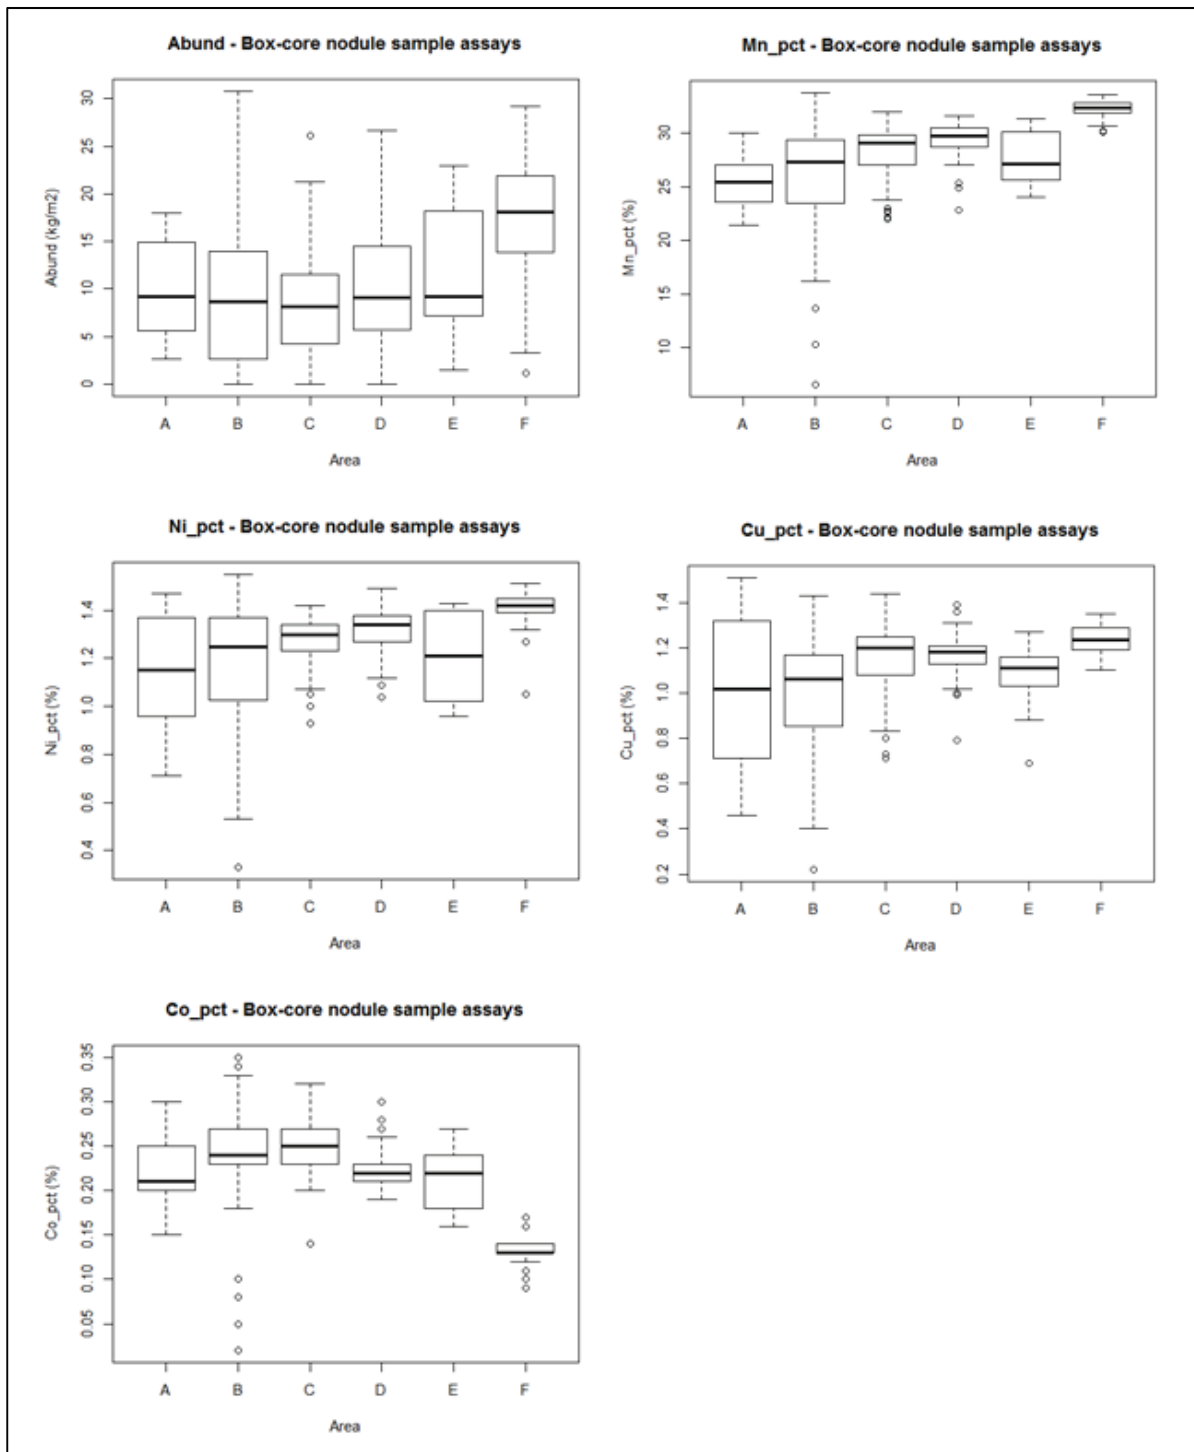 Abund - Box-core nodule sample assays
Abund (kg/m2)
30
25
20
15
10
5
0
A B C D E F
Area
Mn_pct - Box-core nodule sample assays
Mn_pct (%)
30
25
20
15
10
A B C D E F
Area
Ni_pct - Box-core nodule sample assays
Ni_pct (%)
1.4
1.2
1.0
0.8
0.6
0.4
A B C D E F
Area
Cu_pct - Box-core nodule sample assays
Cu_pct (%)
1.4
1.2
1.0
0.8
0.6
0.4
0.2
A B C D E F
Area
Co_pct - Box-core nodule sample assays
Co_pct (%)
0.35
0.30
0.25
0.20
0.15
0.10
0.05
A B C D E F
Area